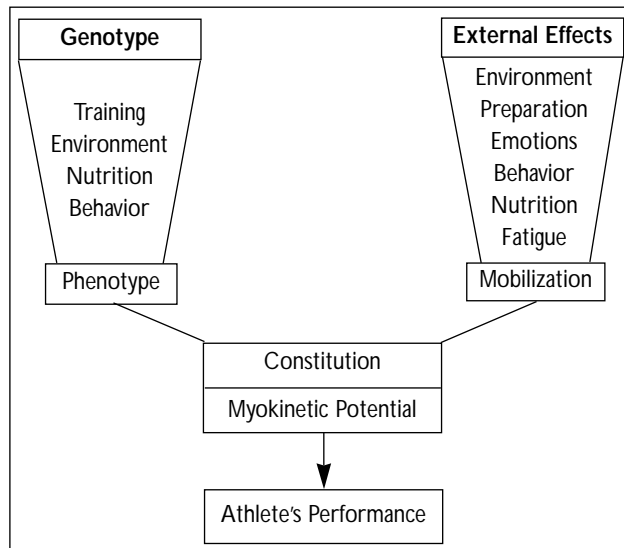 Genotype
Training
Environment
Nutrition
Behavior
Phenotype
External Effects
Environment
Preparation
Emotions
Behavior
Nutrition
Fatigue
Mobilization
Constitution
Myokinetic Potential
Athlete's Performance